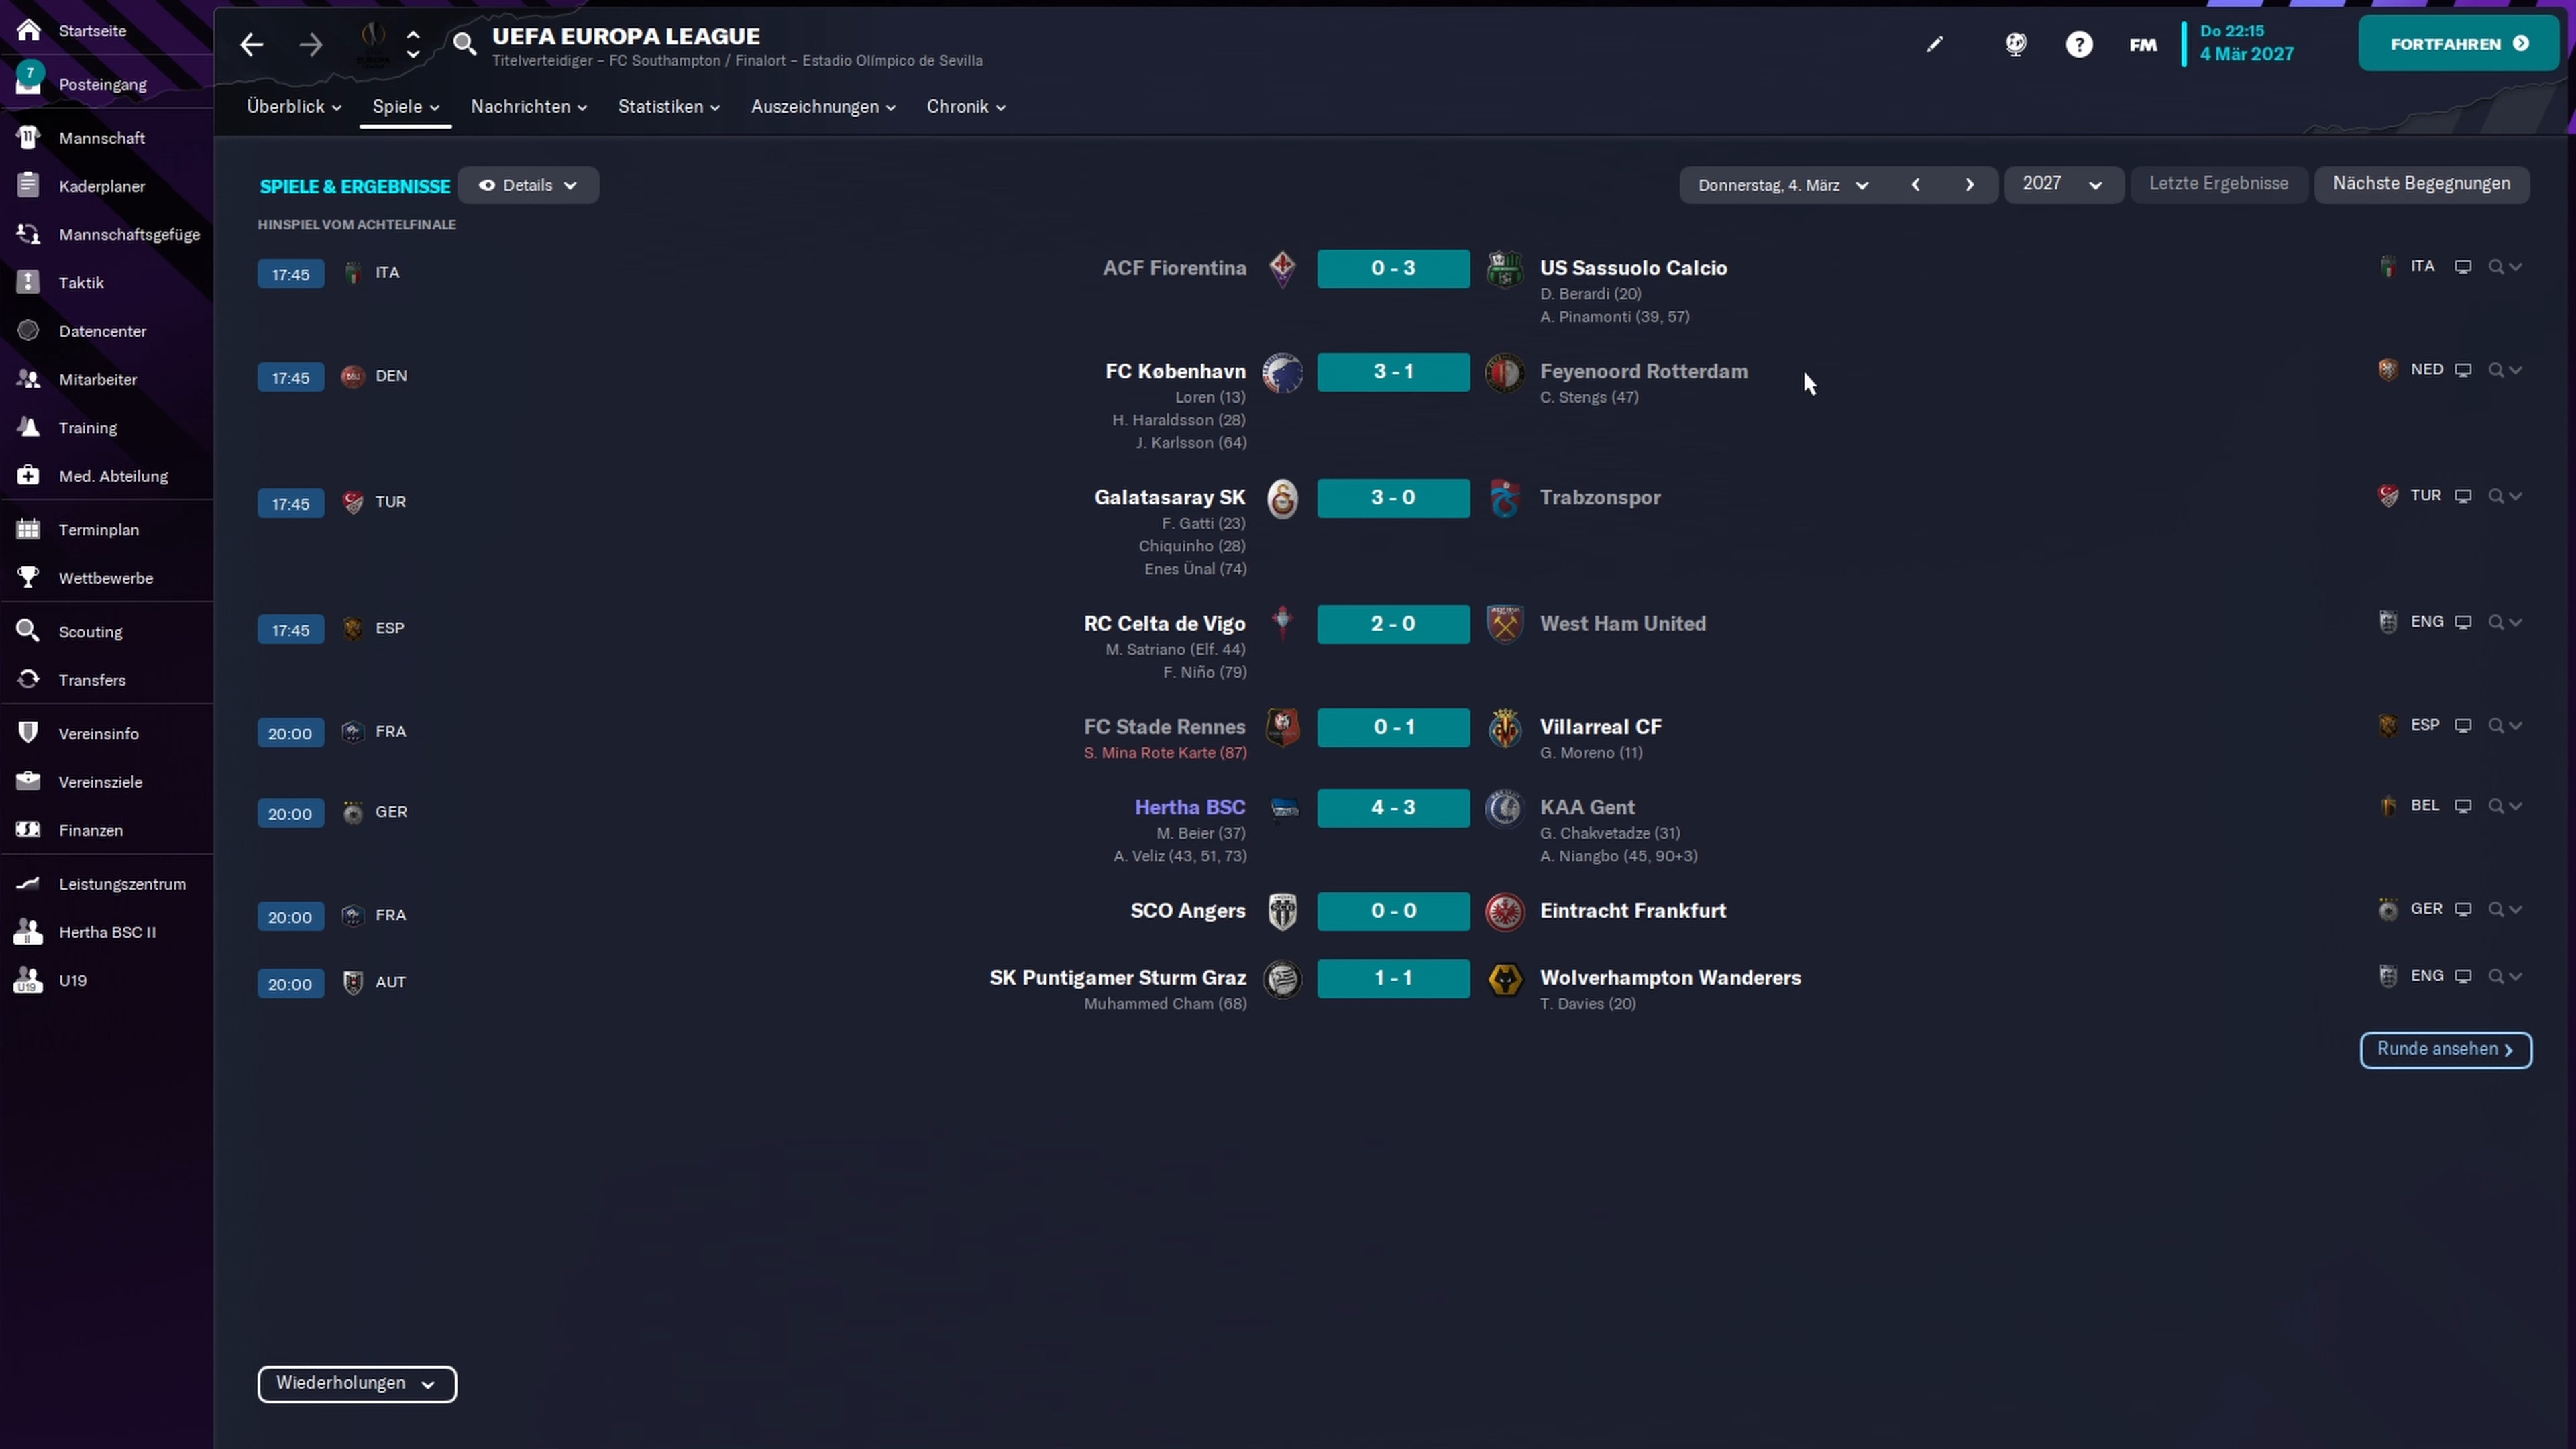 Startseite
7
Posteingang
Mannschaft
Kaderplaner
Mannschaftsgefüge
Taktik
Datencenter
Mitarbeiter
Training
Med. Abteilung
Terminplan
Wettbewerbe
Scouting
Transfers
Vereinsinfo
Vereinsziele
Finanzen
Leistungszentrum
Hertha BSC II
U19
UEFA EUROPA LEAGUE
Titelverteidiger – FC Southampton / Finalort – Estadio Olímpico de Sevilla
FM
Do 22:15
4 Mär 2027
FORTFAHREN
Überblick Spiele Nachrichten Statistiken Auszeichnungen Chronik
SPIELE & ERGEBNISSE Details Donnerstag, 4. März 2027 Letzte Ergebnisse Nächste Begegnungen
HINSPIEL VOM ACHTELFINALE
17:45 ITA ACF Fiorentina 0 - 3 US Sassuolo Calcio ITA
D. Berardi (20)
A. Pinamonti (39, 57)
17:45 DEN FC København 3 - 1 Feyenoord Rotterdam NED
Loren (13) C. Stengs (47)
H. Haraldsson (28)
J. Karlsson (64)
17:45 TUR Galatasaray SK 3 - 0 Trabzonspor TUR
F. Gatti (23)
Chiquinho (28)
Enes Ünal (74)
17:45 ESP RC Celta de Vigo 2 - 0 West Ham United ENG
M. Satriano (Elf. 44)
F. Niño (79)
20:00 FRA FC Stade Rennes 0 - 1 Villarreal CF ESP
S. Mina Rote Karte (87) G. Moreno (11)
20:00 GER Hertha BSC 4 - 3 KAA Gent BEL
M. Beier (37) G. Chakvetadze (31)
A. Veliz (43, 51, 73) A. Niangbo (45, 90+3)
20:00 FRA SCO Angers 0 - 0 Eintracht Frankfurt GER
20:00 AUT SK Puntigamer Sturm Graz 1 - 1 Wolverhampton Wanderers ENG
Muhammed Cham (68) T. Davies (20)
Runde ansehen
Wiederholungen